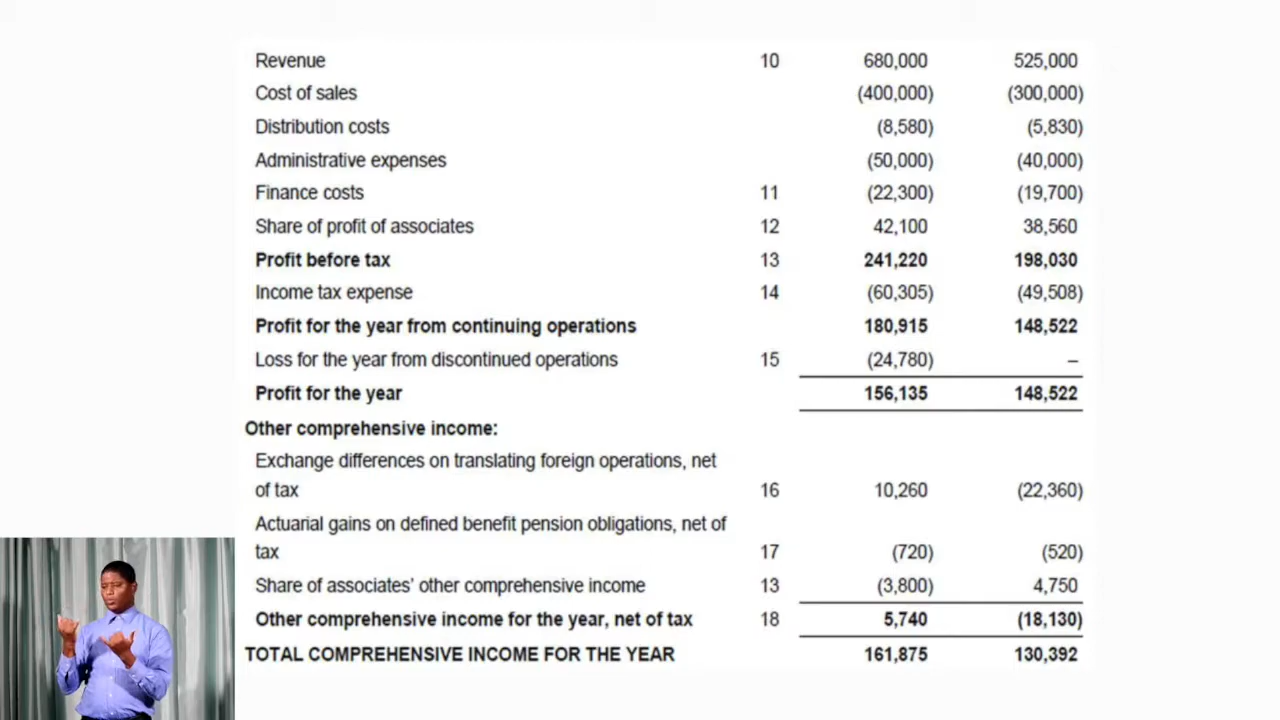 Revenue 10 680,000 525,000
Cost of sales (400,000) (300,000)
Distribution costs (8,580) (5,830)
Administrative expenses (50,000) (40,000)
Finance costs 11 (22,300) (19,700)
Share of profit of associates 12 42,100 38,560
Profit before tax 13 241,220 198,030
Income tax expense 14 (60,305) (49,508)
Profit for the year from continuing operations 180,915 148,522
Loss for the year from discontinued operations 15 (24,780) –
Profit for the year 156,135 148,522
Other comprehensive income:
Exchange differences on translating foreign operations, net
of tax 16 10,260 (22,360)
Actuarial gains on defined benefit pension obligations, net of
tax 17 (720) (520)
Share of associates' other comprehensive income 13 (3,800) 4,750
Other comprehensive income for the year, net of tax 18 5,740 (18,130)
TOTAL COMPREHENSIVE INCOME FOR THE YEAR 161,875 130,392